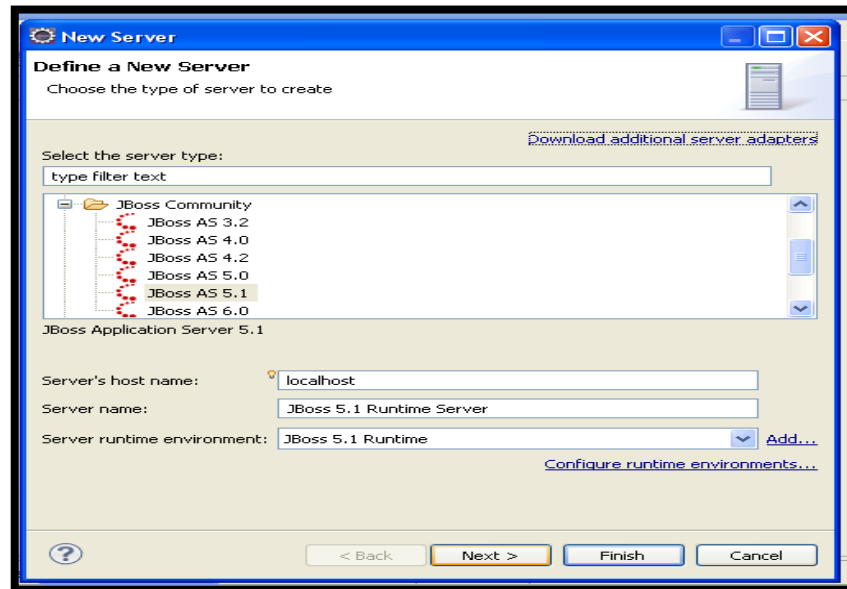 New Server
Define a New Server
Choose the type of server to create
Download additional server adapters
Select the server type:
type filter text
JBoss Community
JBoss AS 3.2
JBoss AS 4.0
JBoss AS 4.2
JBoss AS 5.0
JBoss AS 5.1
JBoss AS 6.0
JBoss Application Server 5.1
Server's host name: localhost
Server name: JBoss 5.1 Runtime Server
Server runtime environment: JBoss 5.1 Runtime Add...
Configure runtime environments...
? < Back Next > Finish Cancel